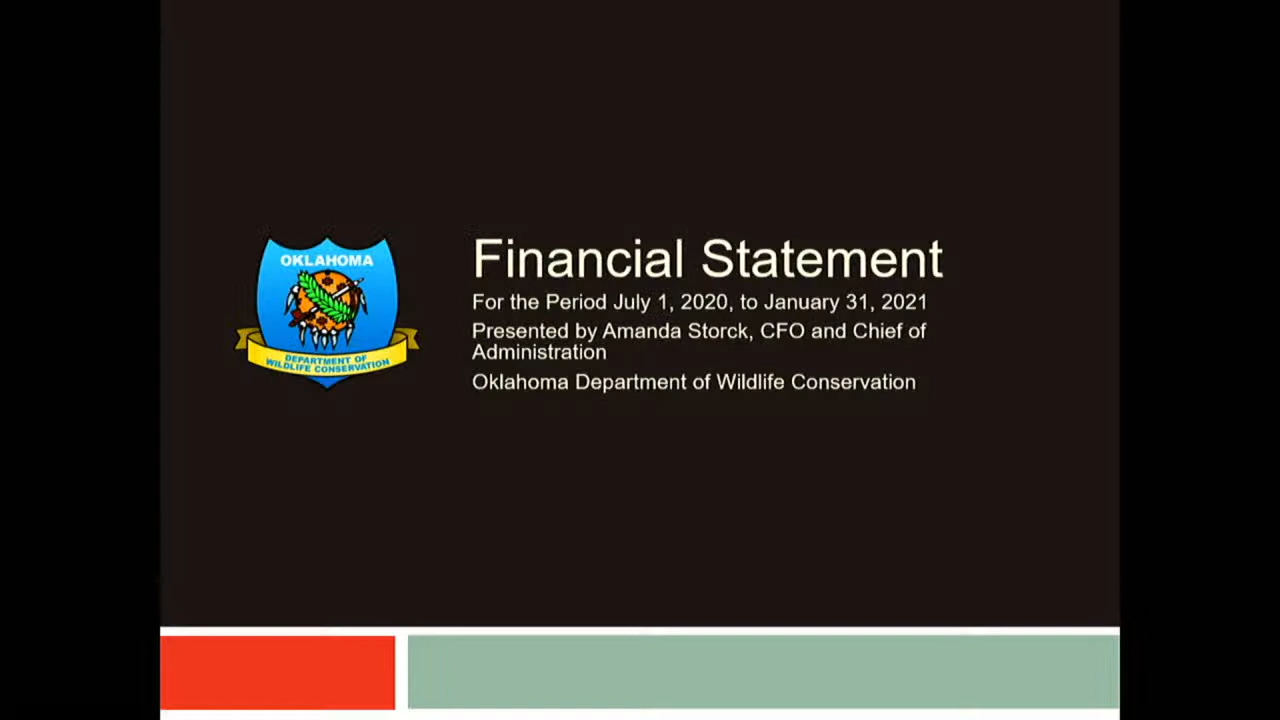 OKLAHOMA
DEPARTMENT OF
WILDLIFE CONSERVATION
Financial Statement
For the Period July 1, 2020, to January 31, 2021
Presented by Amanda Storck, CFO and Chief of
Administration
Oklahoma Department of Wildlife Conservation